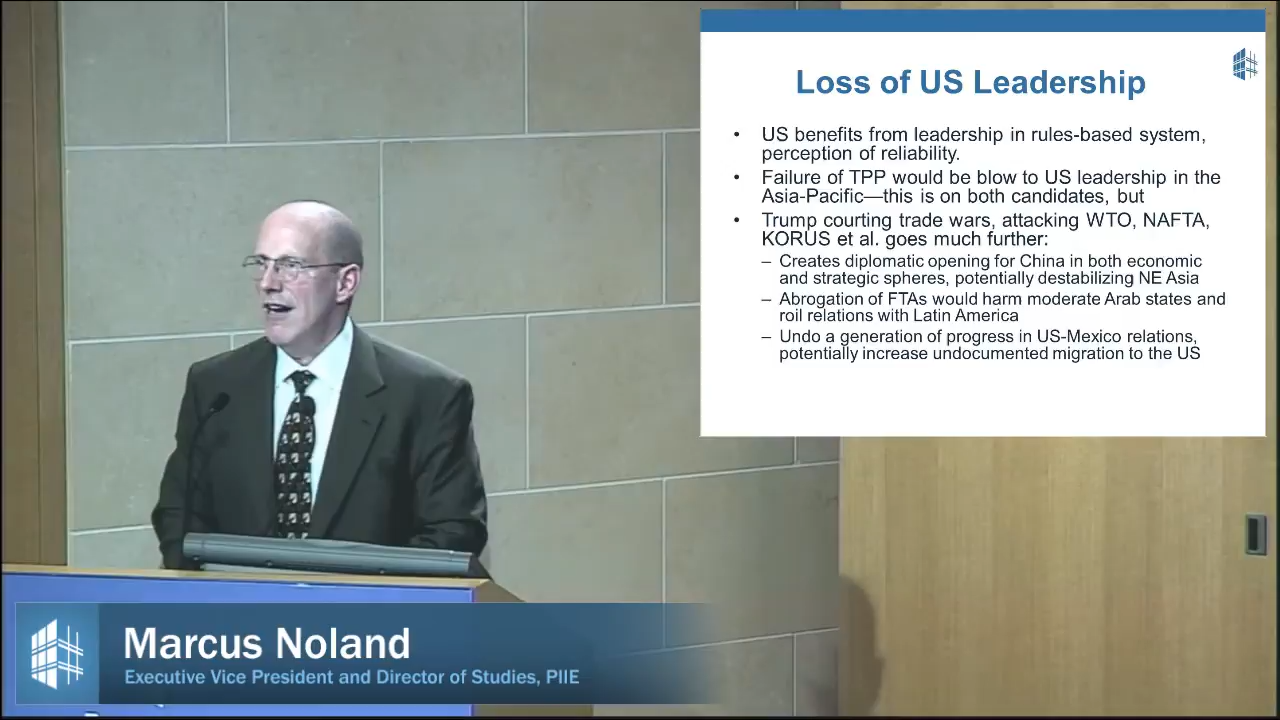 Loss of US Leadership
• US benefits from leadership in rules-based system,
perception of reliability.
• Failure of TPP would be blow to US leadership in the
Asia-Pacific—this is on both candidates, but
• Trump courting trade wars, attacking WTO, NAFTA,
KORUS et al. goes much further:
– Creates diplomatic opening for China in both economic
and strategic spheres, potentially destabilizing NE Asia
– Abrogation of FTAs would harm moderate Arab states and
roil relations with Latin America
– Undo a generation of progress in US-Mexico relations,
potentially increase undocumented migration to the US
Marcus Noland
Executive Vice President and Director of Studies, PIIE